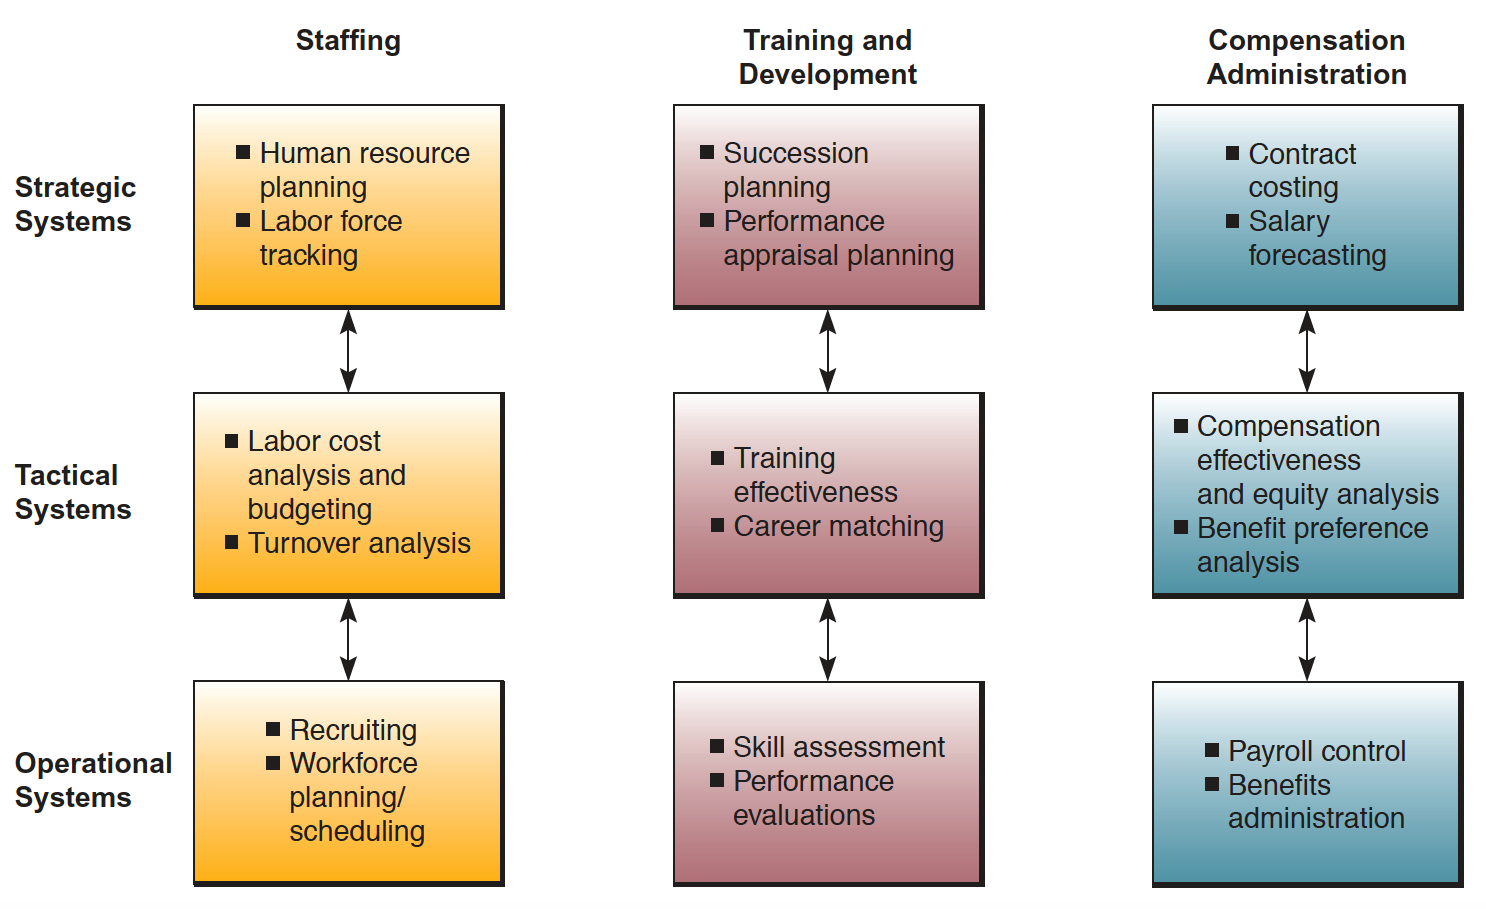 Staffing
Training and
Development
Compensation
Administration
Strategic
Systems
Human resource
planning
Labor force
tracking
Succession
planning
Performance
appraisal planning
Contract
costing
Salary
forecasting
Tactical
Systems
Labor cost
analysis and
budgeting
Turnover analysis
Training
effectiveness
Career matching
Compensation
effectiveness
and equity analysis
Benefit preference
analysis
Operational
Systems
Recruiting
Workforce
planning/
scheduling
Skill assessment
Performance
evaluations
Payroll control
Benefits
administration